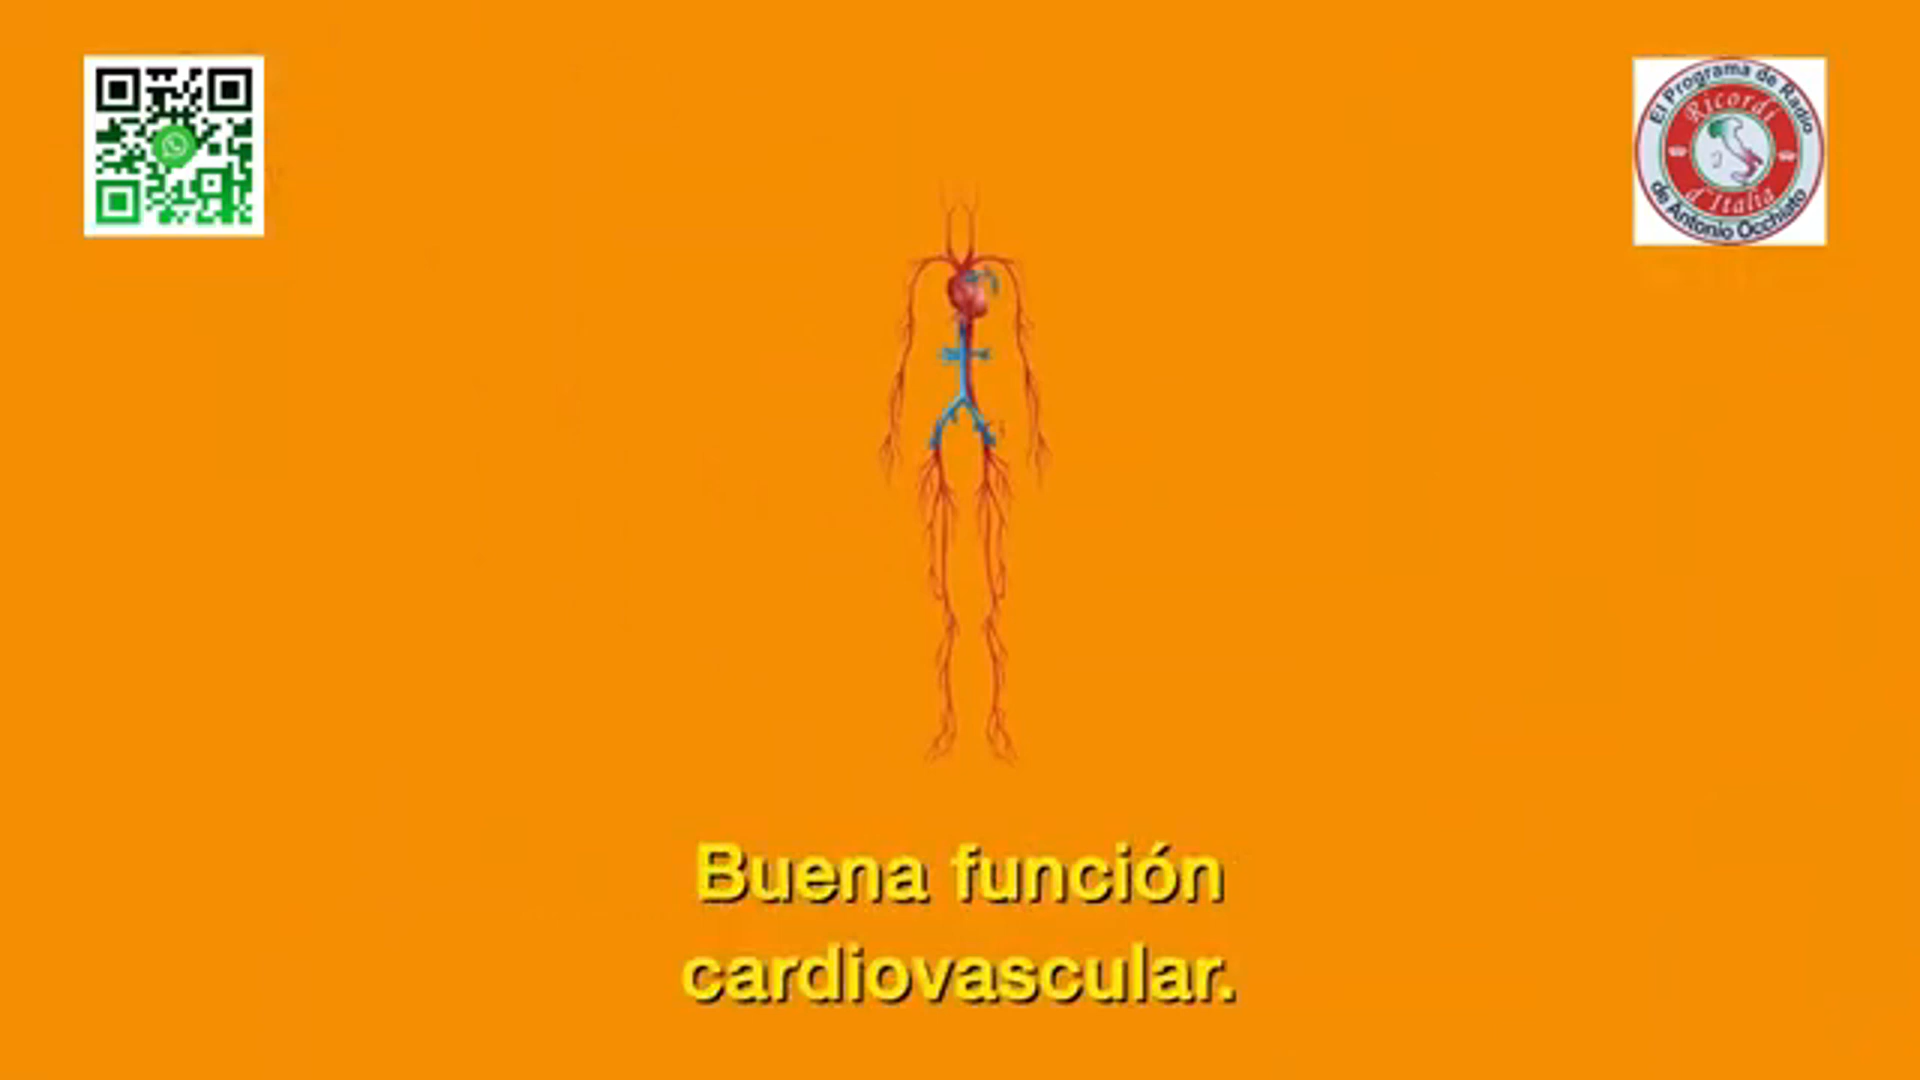 El Programa de Radio
Ricordi
d'Italia
de Antonio Occhiato
Buena función
cardiovascular.